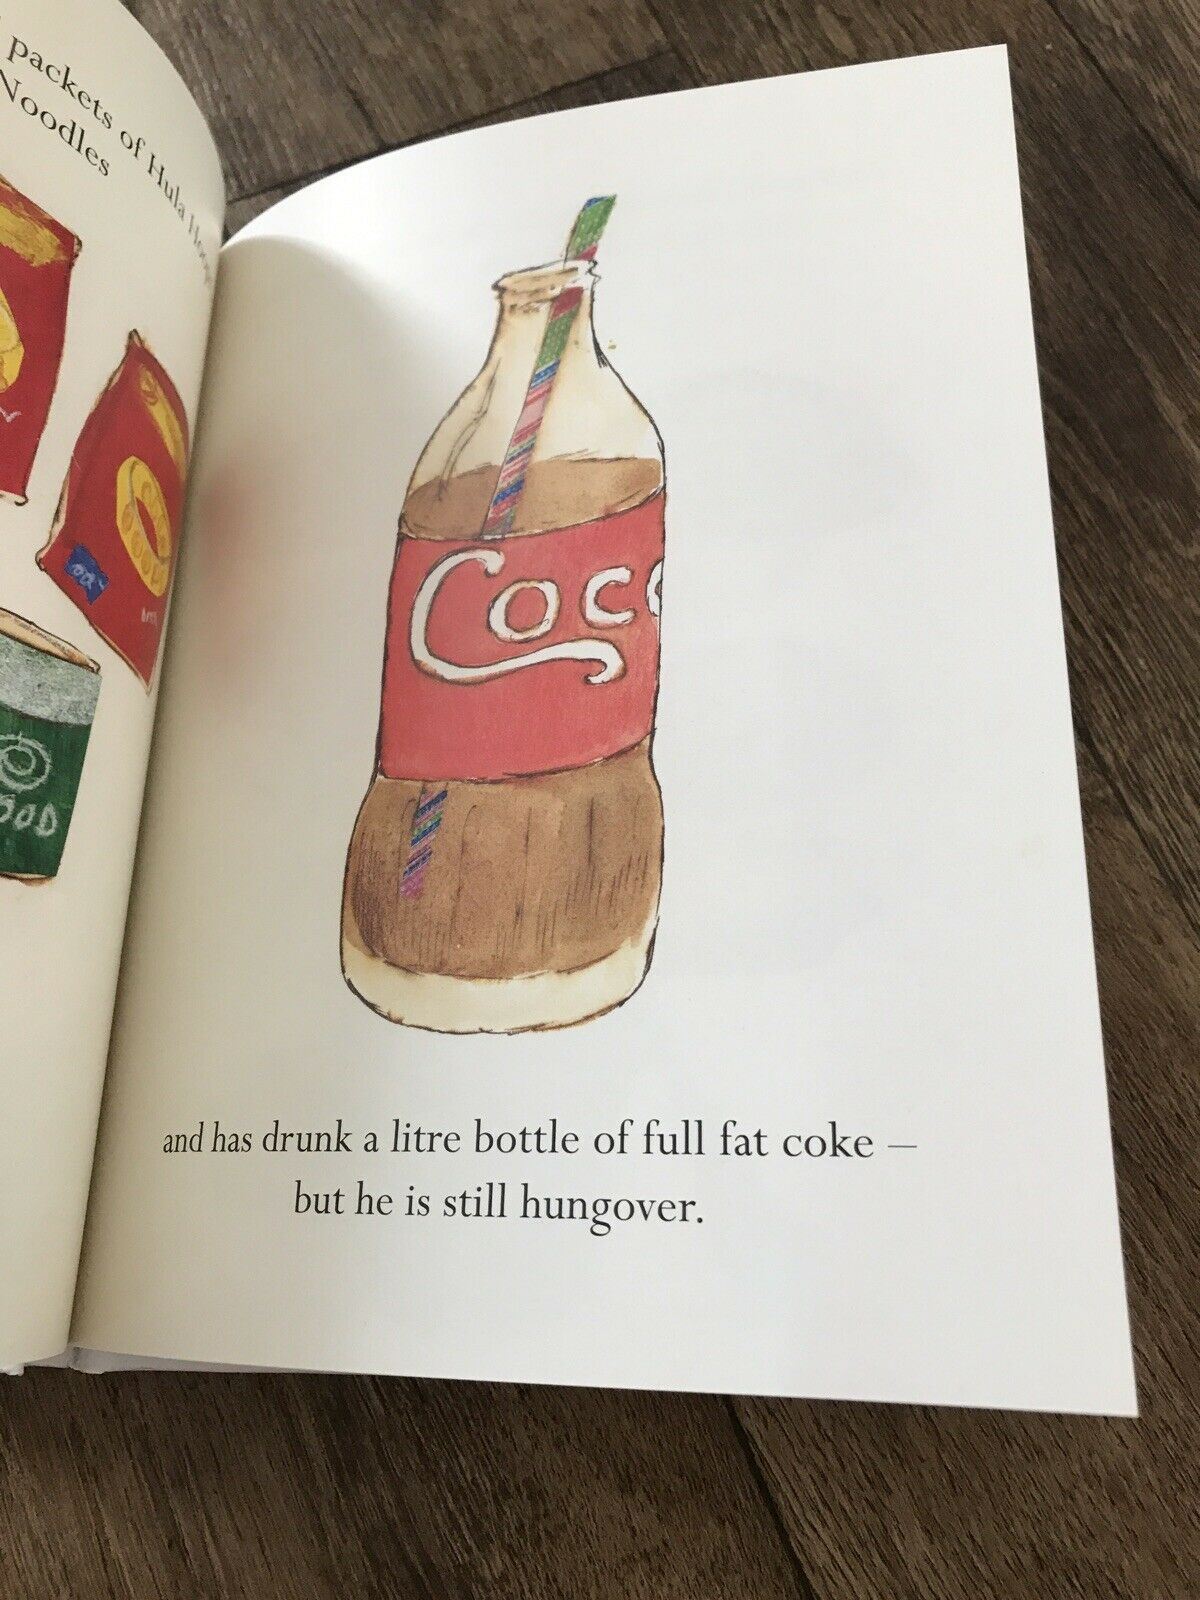 packets of Hula Hoops
Noodles
Coco
and has drunk a litre bottle of full fat coke –
but he is still hungover.